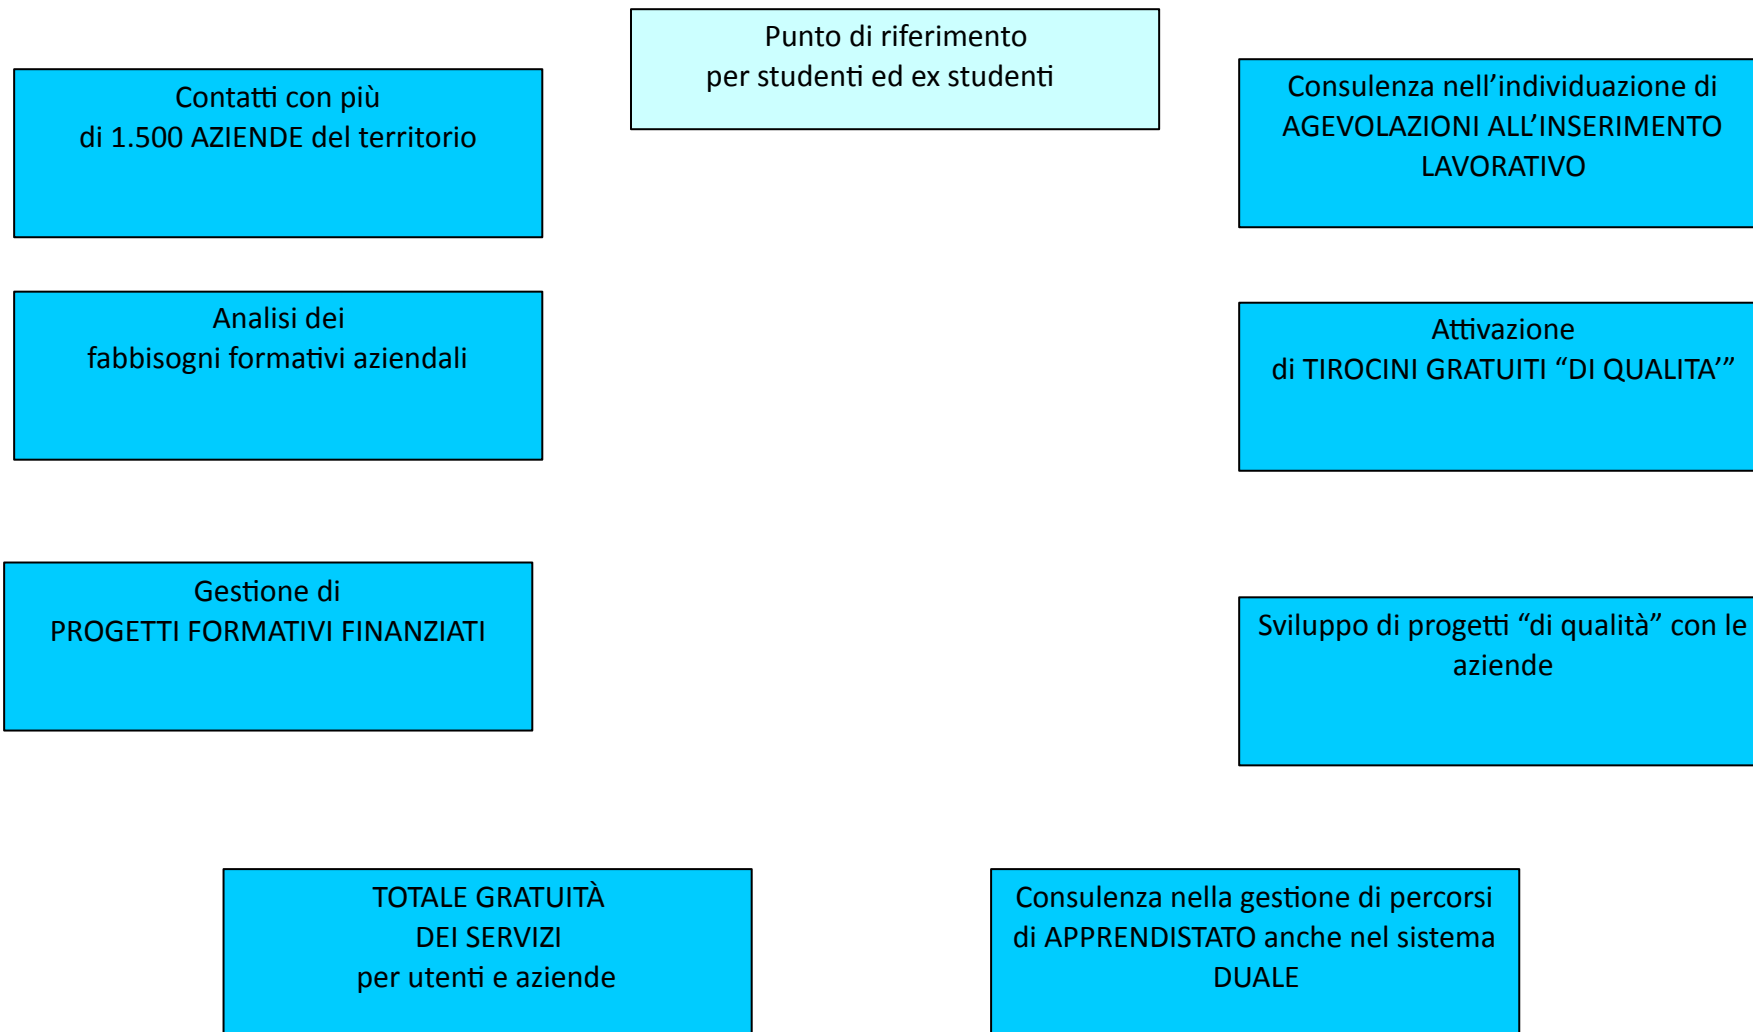 Punto di riferimento
per studenti ed ex studenti
Contatti con più
di 1.500 AZIENDE del territorio
Consulenza nell’individuazione di
AGEVOLAZIONI ALL’INSERIMENTO
LAVORATIVO
Analisi dei
fabbisogni formativi aziendali
Attivazione
di TIROCINI GRATUITI “DI QUALITA’”
Gestione di
PROGETTI FORMATIVI FINANZIATI
Sviluppo di progetti “di qualità” con le
aziende
TOTALE GRATUITÀ
DEI SERVIZI
per utenti e aziende
Consulenza nella gestione di percorsi
di APPRENDISTATO anche nel sistema
DUALE